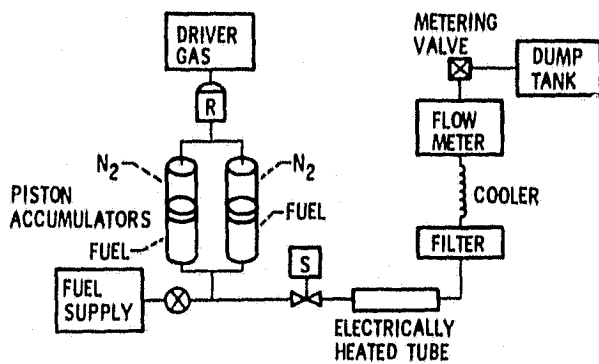 DRIVER
GAS
R
N2
N2
PISTON
ACCUMULATORS
FUEL
FUEL
FUEL
SUPPLY
S
ELECTRICALLY
HEATED TUBE
FILTER
COOLER
FLOW
METER
METERING
VALVE
DUMP
TANK